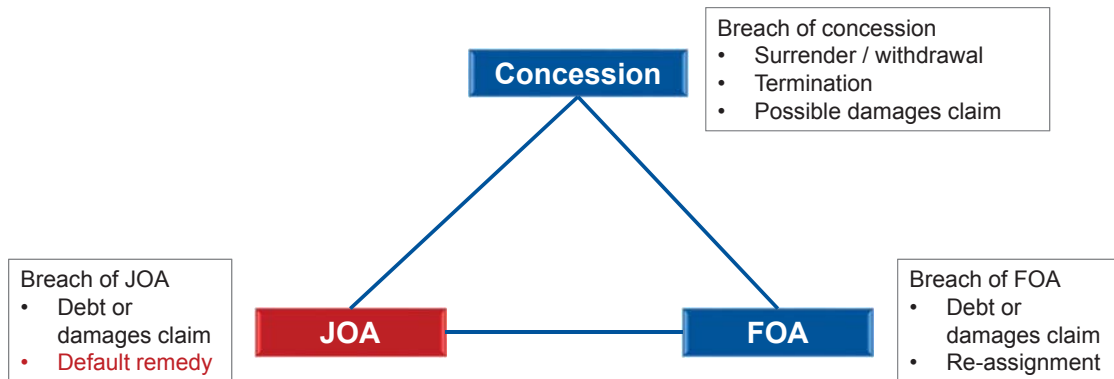 Breach of concession
• Surrender / withdrawal
• Termination
• Possible damages claim
Concession
Breach of JOA
• Debt or
damages claim
• Default remedy
JOA
FOA
Breach of FOA
• Debt or
damages claim
• Re-assignment